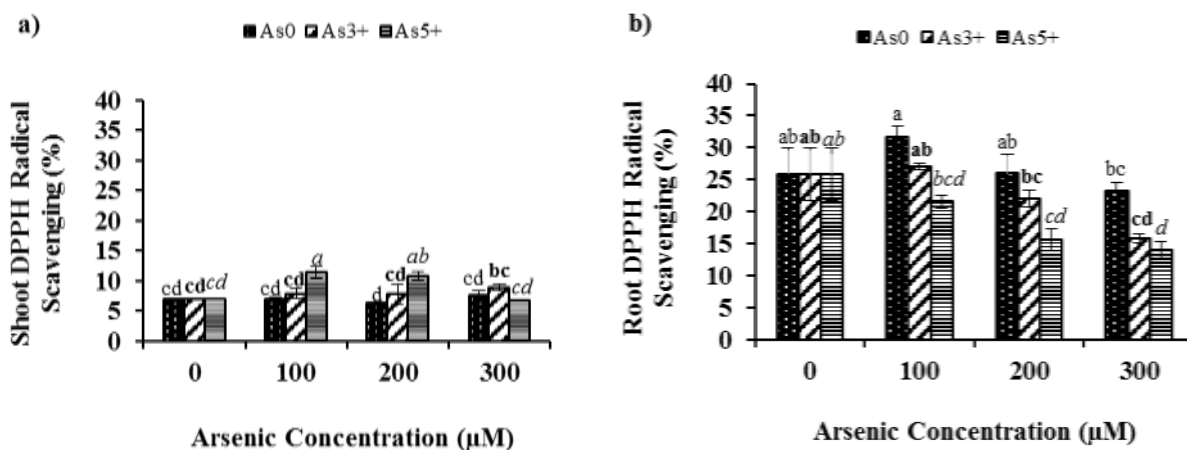 a)
As0 As3+ As5+
40
35
30
25
20
15
10
5
0
Shoot DPPH Radical
Scavenging (%)
cd cd cd
cd cd a
d cd ab
cd bc cd
0 100 200 300
Arsenic Concentration (µM)
b)
As0 As3+ As5+
40
35
30
25
20
15
10
5
0
Root DPPH Radical
Scavenging (%)
ab ab ab
a ab bcd
ab bc cd
bc cd d
0 100 200 300
Arsenic Concentration (µM)